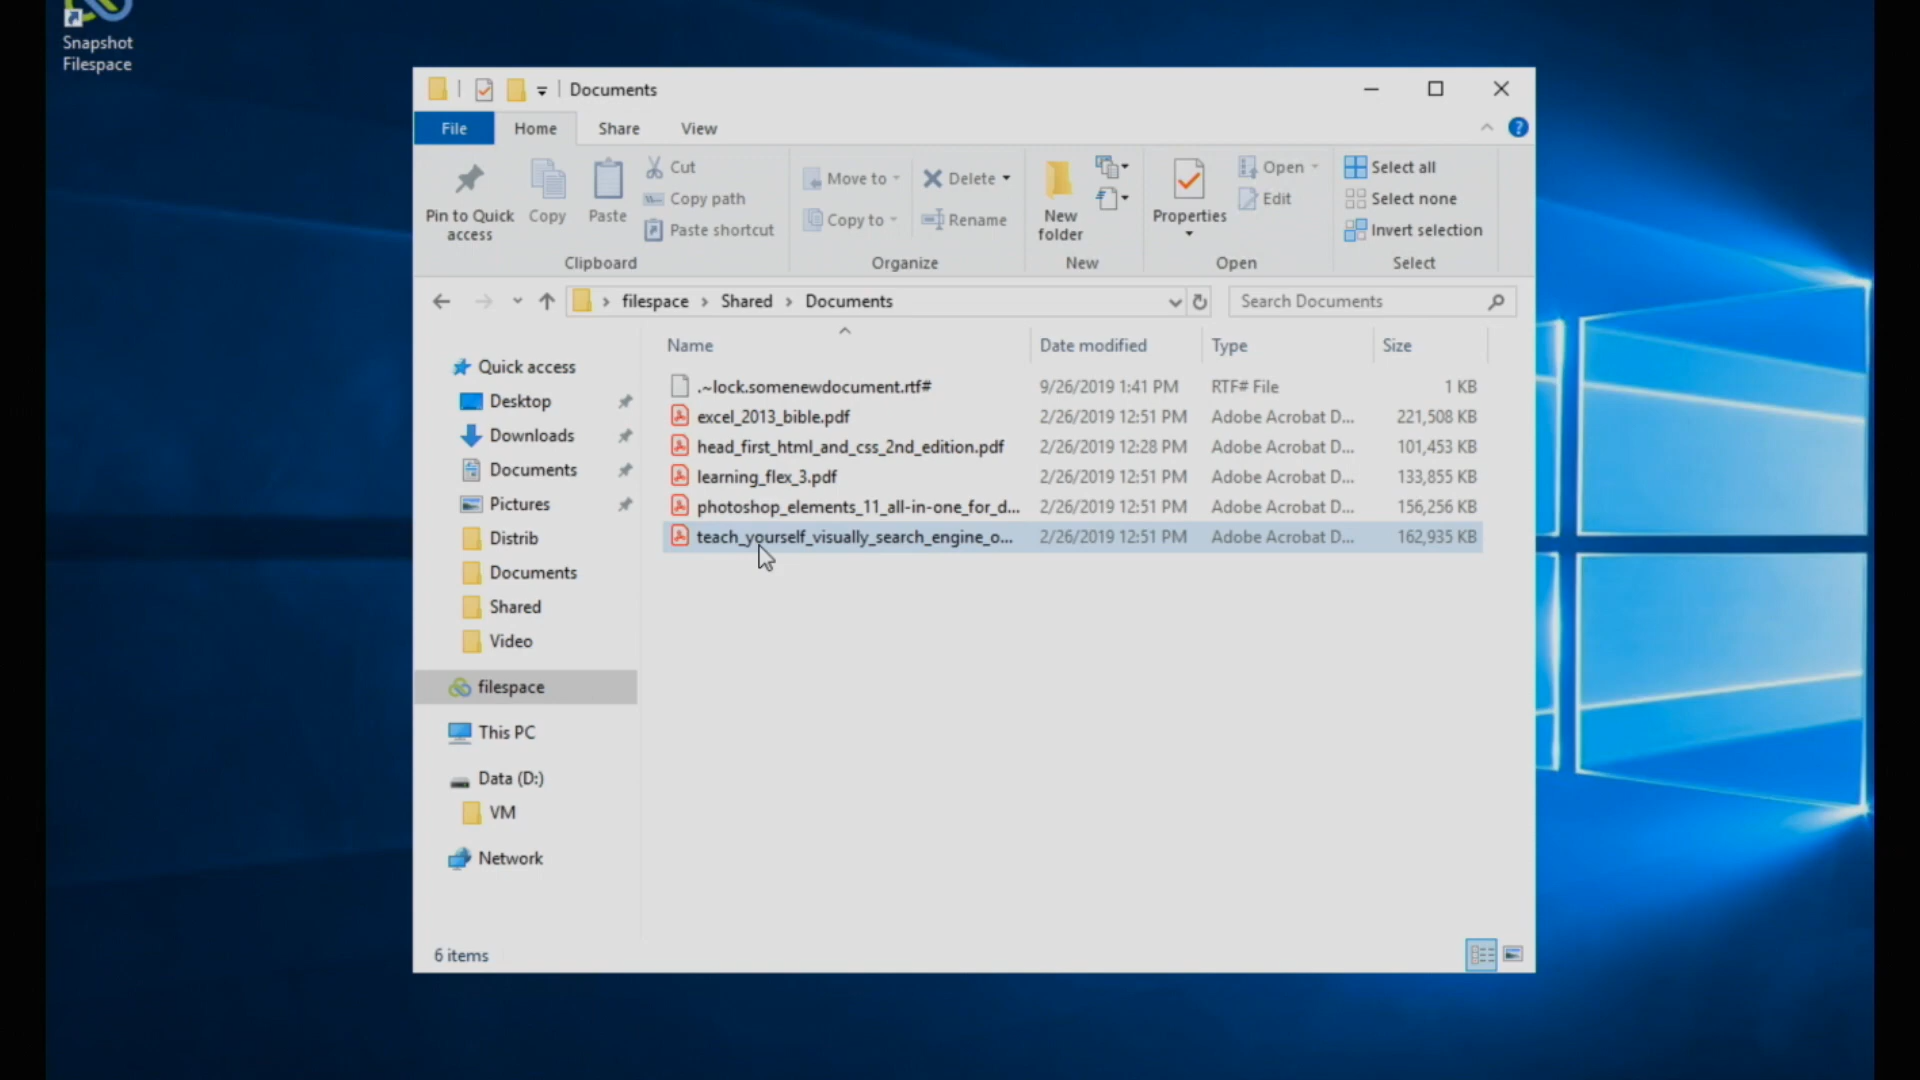 Snapshot
Filespace
Documents
File Home Share View
Pin to Quick access
Copy
Paste
Cut
Copy path
Paste shortcut
Clipboard
Move to
Copy to
Delete
Rename
Organize
New folder
New
Properties
Open
Edit
Open
Select all
Select none
Invert selection
Select
filespace > Shared > Documents
Search Documents
Name Date modified Type Size
.~lock.somenewdocument.rtf# 9/26/2019 1:41 PM RTF# File 1 KB
excel_2013_bible.pdf 2/26/2019 12:51 PM Adobe Acrobat D... 221,508 KB
head_first_html_and_css_2nd_edition.pdf 2/26/2019 12:28 PM Adobe Acrobat D... 101,453 KB
learning_flex_3.pdf 2/26/2019 12:51 PM Adobe Acrobat D... 133,855 KB
photoshop_elements_11_all-in-one_for_d... 2/26/2019 12:51 PM Adobe Acrobat D... 156,256 KB
teach_yourself_visually_search_engine_o... 2/26/2019 12:51 PM Adobe Acrobat D... 162,935 KB
Quick access
Desktop
Downloads
Documents
Pictures
Distrib
Documents
Shared
Video
filespace
This PC
Data (D:)
VM
Network
6 items